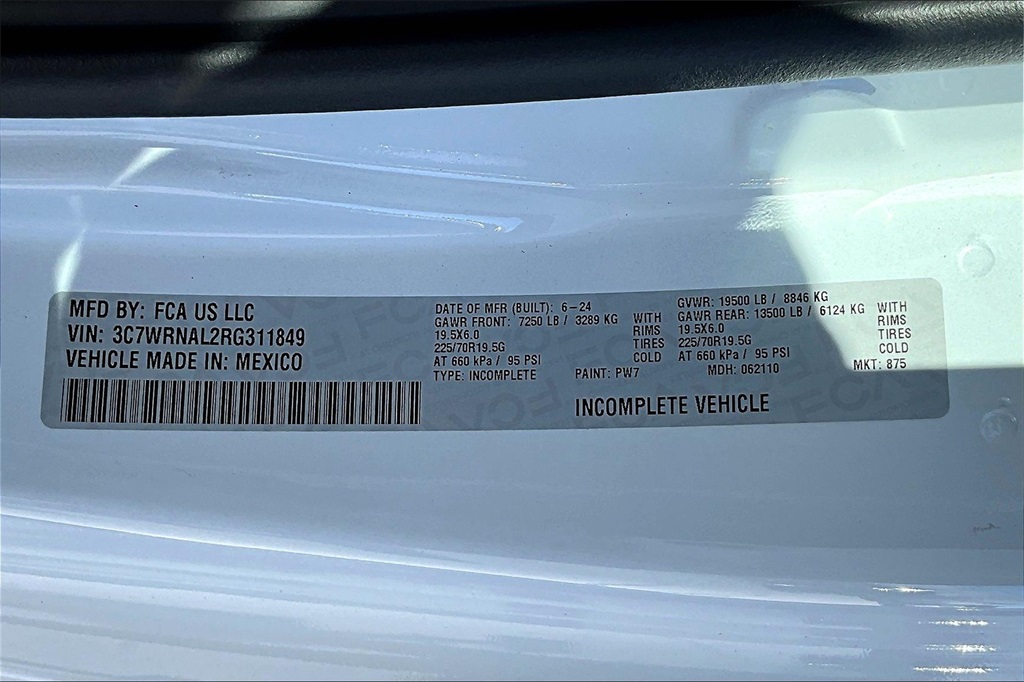 MFD BY: FCA US LLC
VIN: 3C7WRNAL2RG311849
VEHICLE MADE IN: MEXICO
DATE OF MFR (BUILT): 6-24
GAWR FRONT: 7250 LB / 3289 KG WITH
19.5X6.0 RIMS
225/70R19.5G TIRES
AT 660 kPa / 95 PSI COLD
TYPE: INCOMPLETE
GVWR: 19500 LB / 8846 KG
GAWR REAR: 13500 LB / 6124 KG WITH
19.5X6.0 RIMS
225/70R19.5G TIRES
AT 660 kPa / 95 PSI COLD
PAINT: PW7 MDH: 062110 MKT: 875
INCOMPLETE VEHICLE